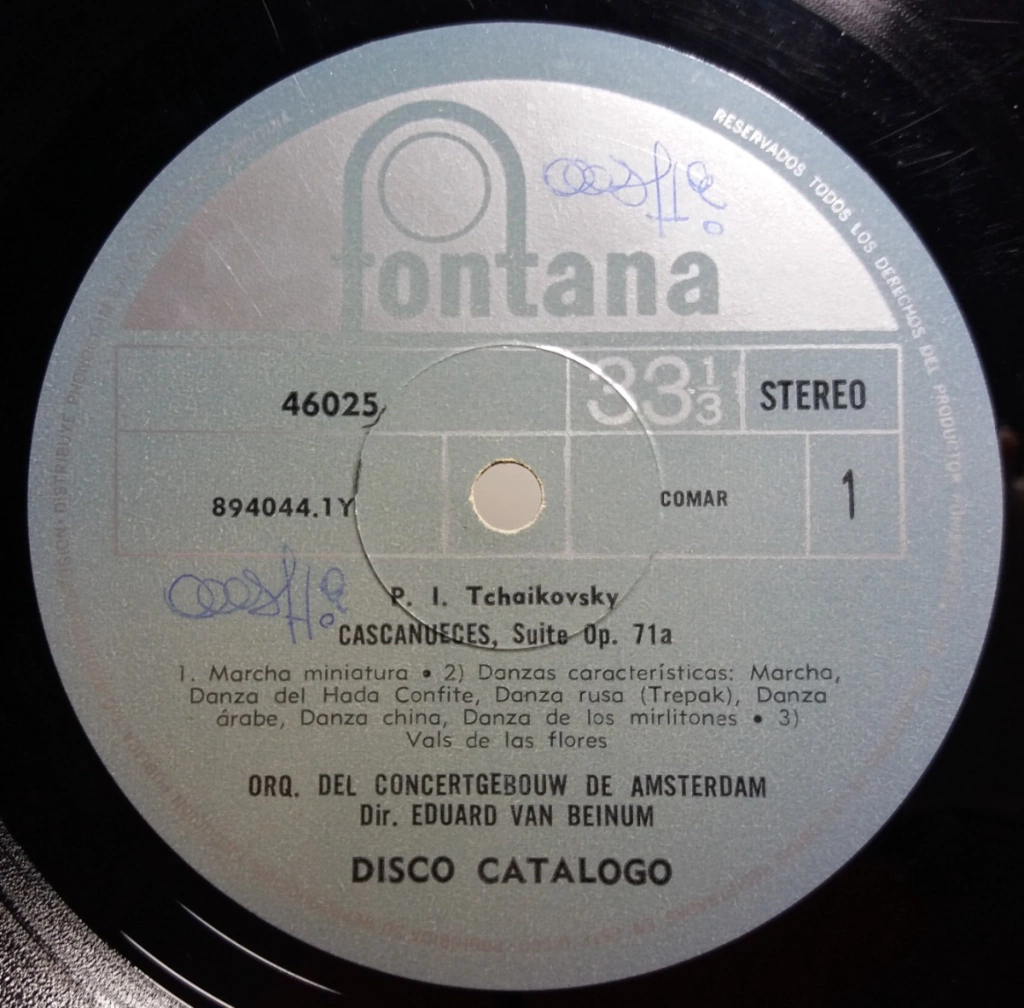 fontana
RESERVADOS TODOS LOS DERECHOS DEL PRODUCTOR
46025
33 1/3
STEREO
894044.1Y
COMAR
1
P. I. Tchaikovsky
CASCANUECES, Suite Op. 71a
1. Marcha miniatura • 2) Danzas características: Marcha,
Danza del Hada Confite, Danza rusa (Trepak), Danza
árabe, Danza china, Danza de los mirlitones • 3)
Vals de las flores
ORQ. DEL CONCERTGEBOUW DE AMSTERDAM
Dir. EDUARD VAN BEINUM
DISCO CATALOGO